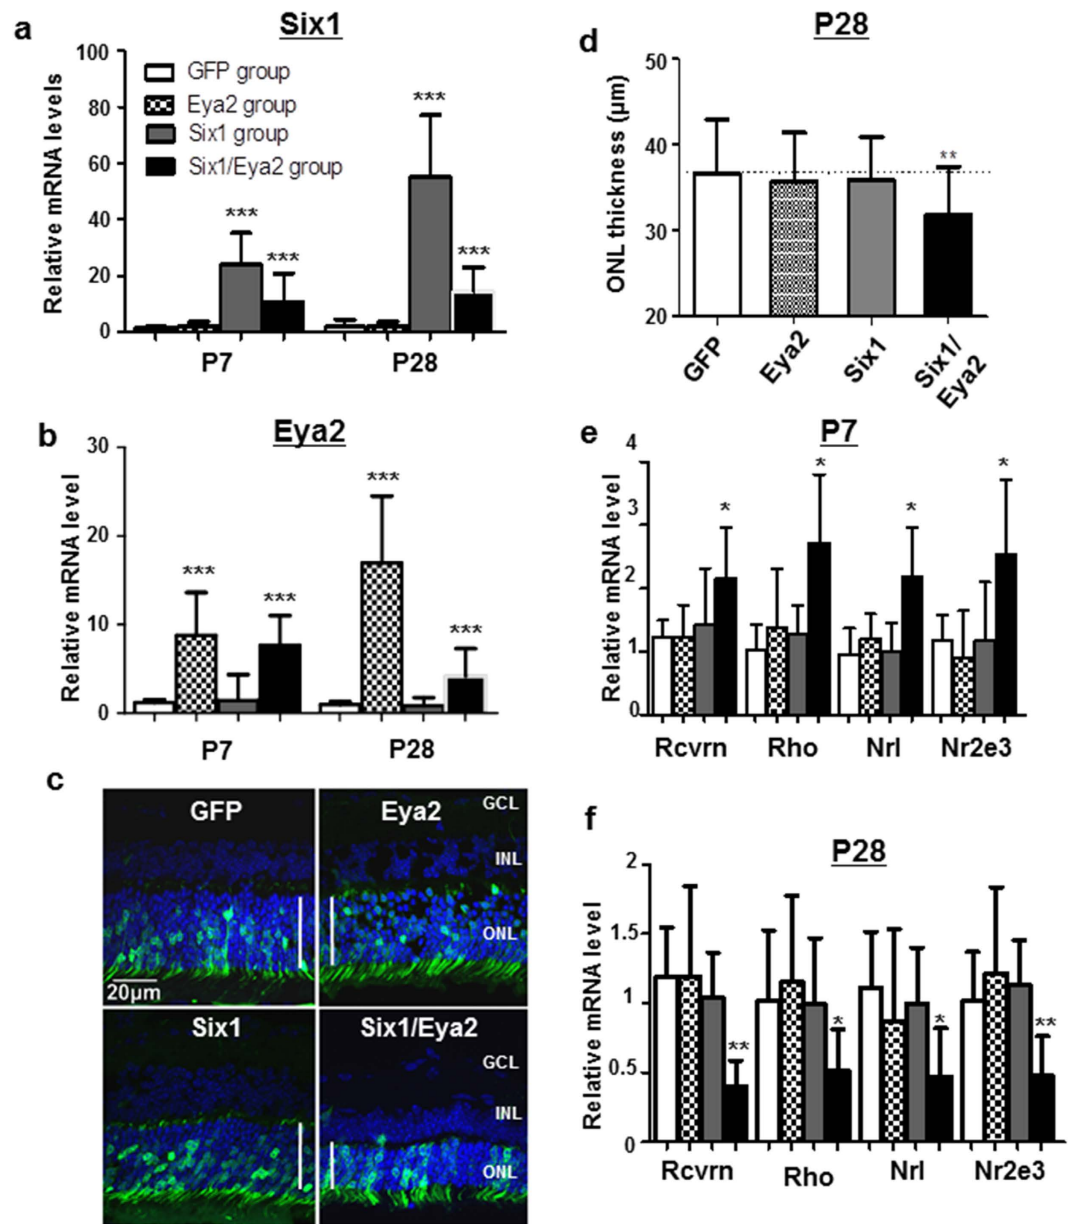 a
Six1
100
80
60
40
20
0
Relative mRNA levels
GFP group
Eya2 group
Six1 group
Six1/Eya2 group
***
***
***
***
P7
P28
b
Eya2
30
20
10
0
Relative mRNA level
***
***
***
***
P7
P28
c
GFP
Eya2
GCL
INL
ONL
20μm
Six1
Six1/Eya2
GCL
INL
ONL
d
P28
50
40
30
20
ONL thickness (μm)
**
GFP
Eya2
Six1
Six1/
Eya2
e
P7
4
3
2
1
0
Relative mRNA level
*
*
*
*
Rcvrn
Rho
Nrl
Nr2e3
f
P28
2
1.5
1
0.5
0
Relative mRNA level
**
*
*
**
Rcvrn
Rho
Nrl
Nr2e3